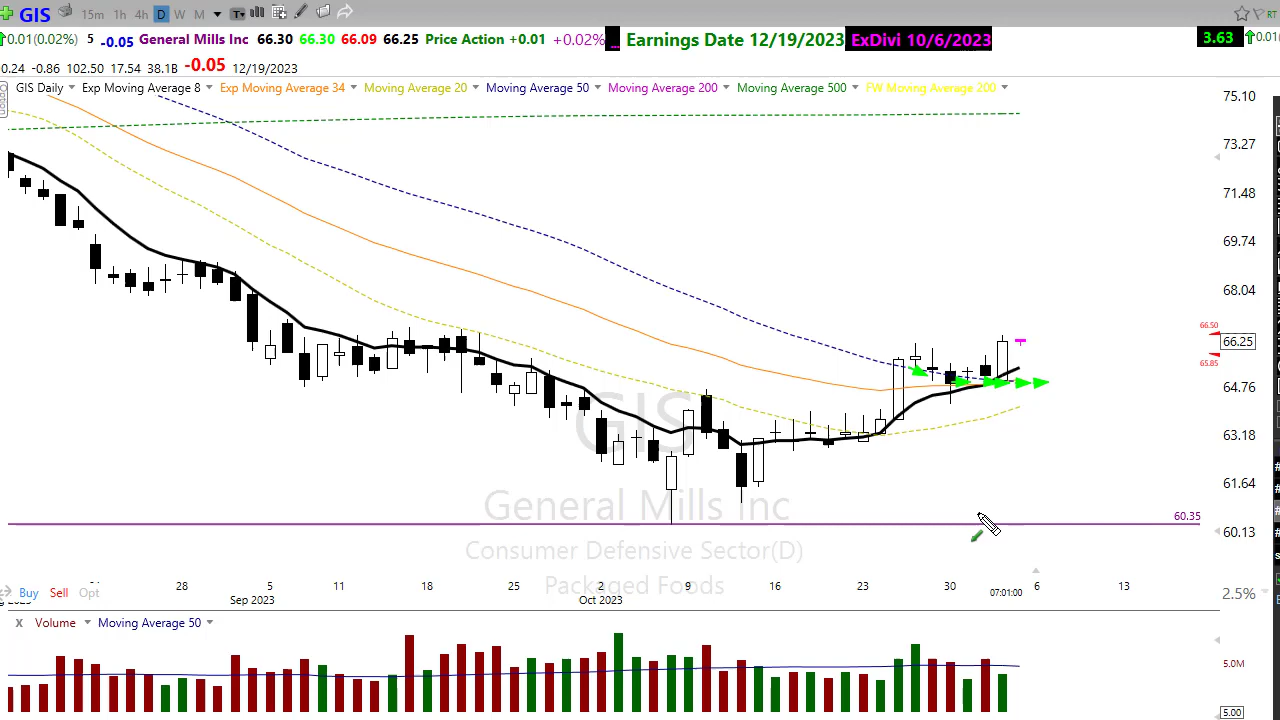 GIS 15m 1h 4h D W M T
RT
0.01(0.02%) 5 -0.05 General Mills Inc 66.30 66.30 66.09 66.25 Price Action +0.01 +0.02% ... Earnings Date 12/19/2023 ExDivi 10/6/2023 3.63 0.01(
0.24 -0.86 102.50 17.54 38.1B -0.05 12/19/2023
GIS Daily Exp Moving Average 8 Exp Moving Average 34 Moving Average 20 Moving Average 50 Moving Average 200 Moving Average 500 FW Moving Average 200
Option
75.10
73.27
71.48
69.74
68.04
66.50
66.25
65.85
64.76
63.18
61.64
60.35
60.13
GIS
General Mills Inc
Consumer Defensive Sector(D)
Packaged Foods
28 5 11 18 25 2 9 16 23 30 6 13
Sep 2023 Oct 2023 07:01:00
Buy Sell Opt
2.5%
X Volume Moving Average 50
5.0M
5.00